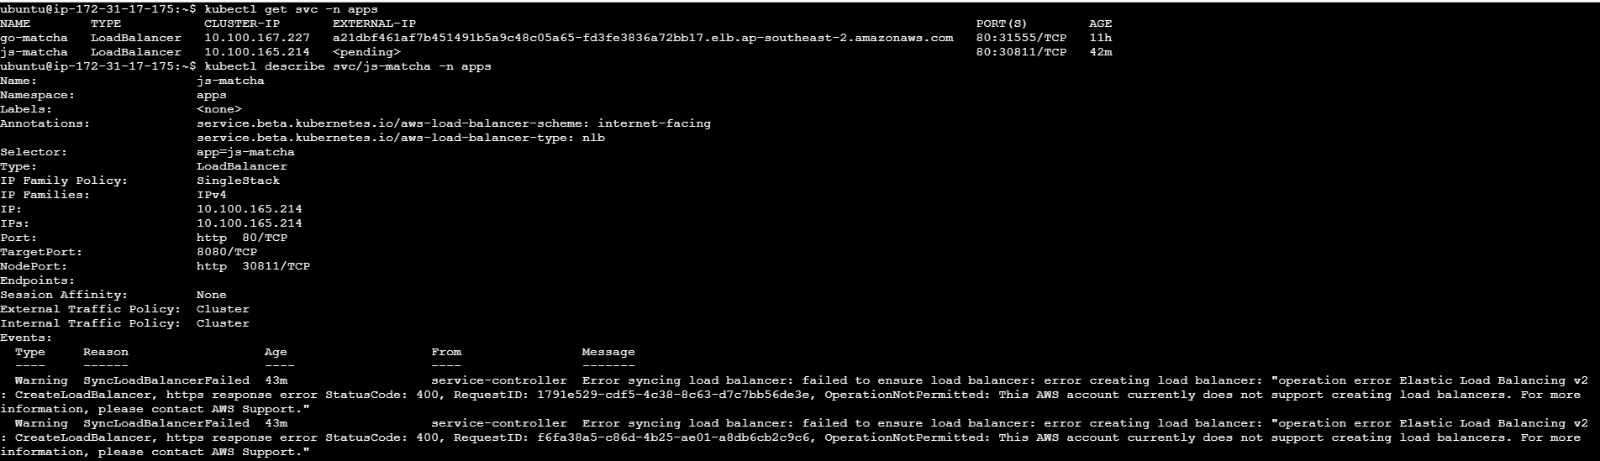 ubuntu@ip-172-31-17-175:~$ kubectl get svc -n apps
NAME        TYPE           CLUSTER-IP       EXTERNAL-IP                                                                          PORT(S)        AGE
go-matcha   LoadBalancer   10.100.167.227   a21dbf461af7b451491b5a9c48c05a65-fd3fe3836a72bb17.elb.ap-southeast-2.amazonaws.com   80:31555/TCP   11h
js-matcha   LoadBalancer   10.100.165.214   <pending>                                                                            80:30811/TCP   42m
ubuntu@ip-172-31-17-175:~$ kubectl describe svc/js-matcha -n apps
Name:                     js-matcha
Namespace:                apps
Labels:                   <none>
Annotations:              service.beta.kubernetes.io/aws-load-balancer-scheme: internet-facing
                          service.beta.kubernetes.io/aws-load-balancer-type: nlb
Selector:                 app=js-matcha
Type:                     LoadBalancer
IP Family Policy:         SingleStack
IP Families:              IPv4
IP:                       10.100.165.214
IPs:                      10.100.165.214
Port:                     http  80/TCP
TargetPort:               8080/TCP
NodePort:                 http  30811/TCP
Endpoints:
Session Affinity:         None
External Traffic Policy:  Cluster
Internal Traffic Policy:  Cluster
Events:
  Type     Reason                  Age                   From                Message
  ----     ------                  ----                  ----                -------
  Warning  SyncLoadBalancerFailed  43m                   service-controller  Error syncing load balancer: failed to ensure load balancer: error creating load balancer: "operation error Elastic Load Balancing v2
: CreateLoadBalancer, https response error StatusCode: 400, RequestID: 1791e529-cdf5-4c38-8c63-d7c7bb56de3e, OperationNotPermitted: This AWS account currently does not support creating load balancers. For more
information, please contact AWS Support."
  Warning  SyncLoadBalancerFailed  43m                   service-controller  Error syncing load balancer: failed to ensure load balancer: error creating load balancer: "operation error Elastic Load Balancing v2
: CreateLoadBalancer, https response error StatusCode: 400, RequestID: f6fa38a5-c86d-4b25-ae01-a8db6cb2c9c6, OperationNotPermitted: This AWS account currently does not support creating load balancers. For more
information, please contact AWS Support."